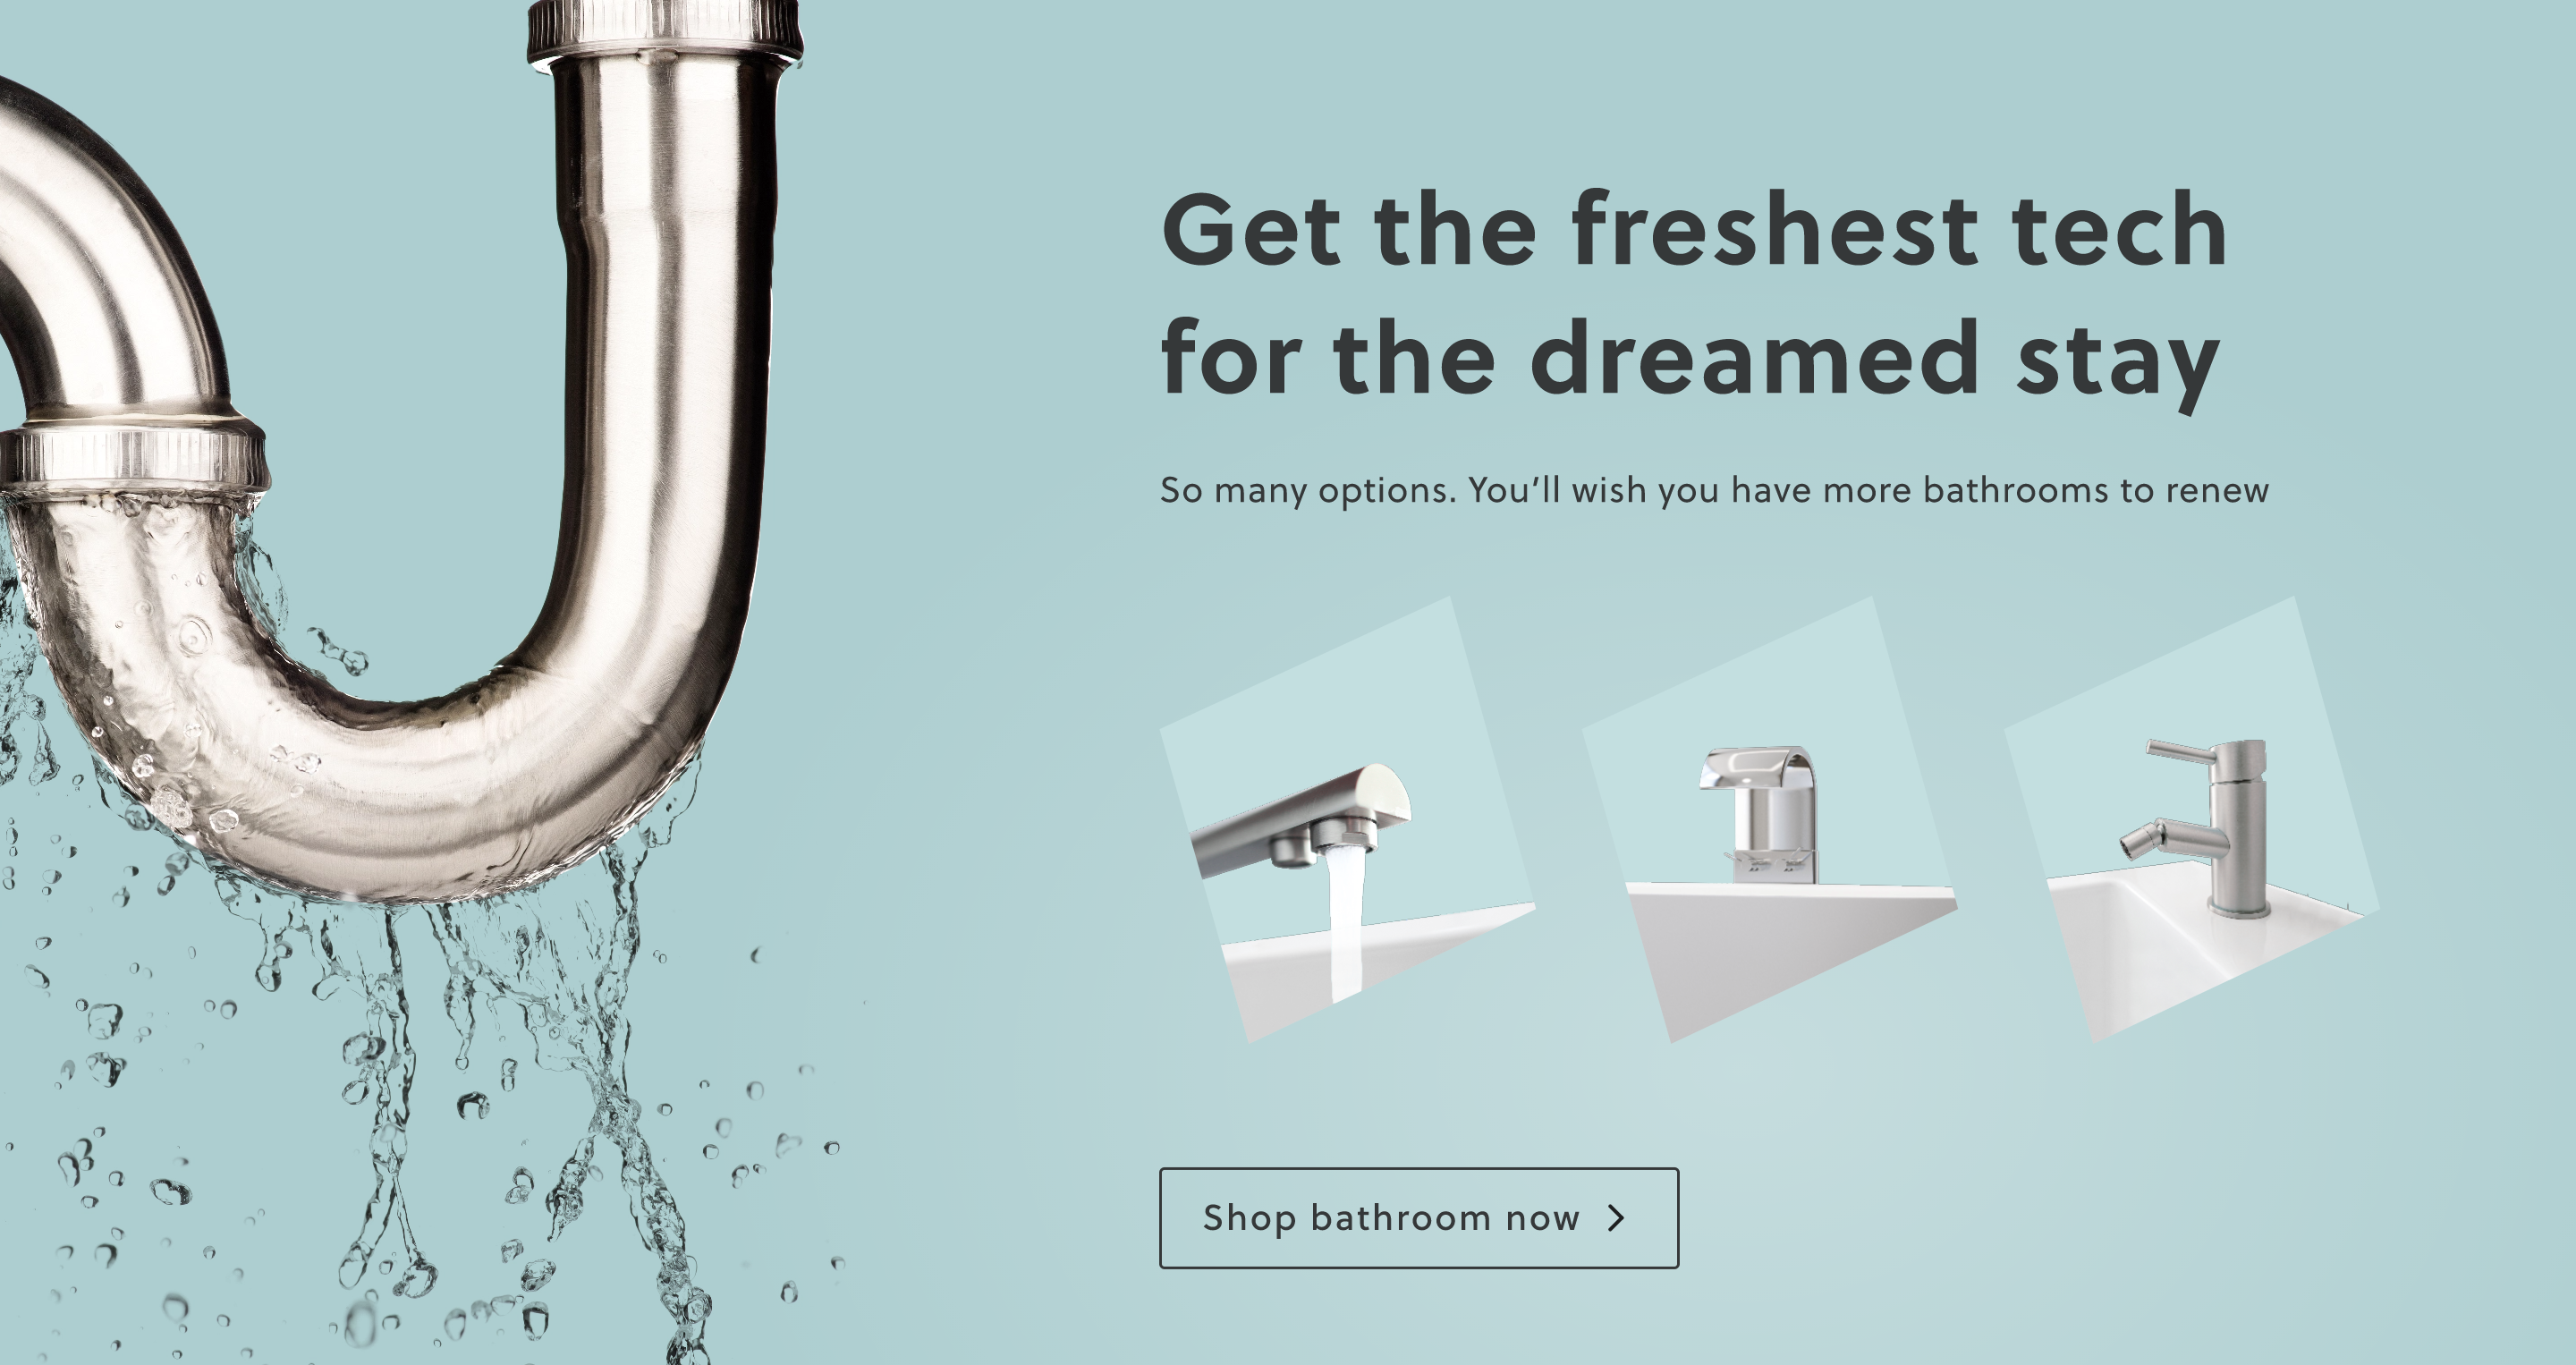 Get the freshest tech
for the dreamed stay
So many options. You’ll wish you have more bathrooms to renew
Shop bathroom now